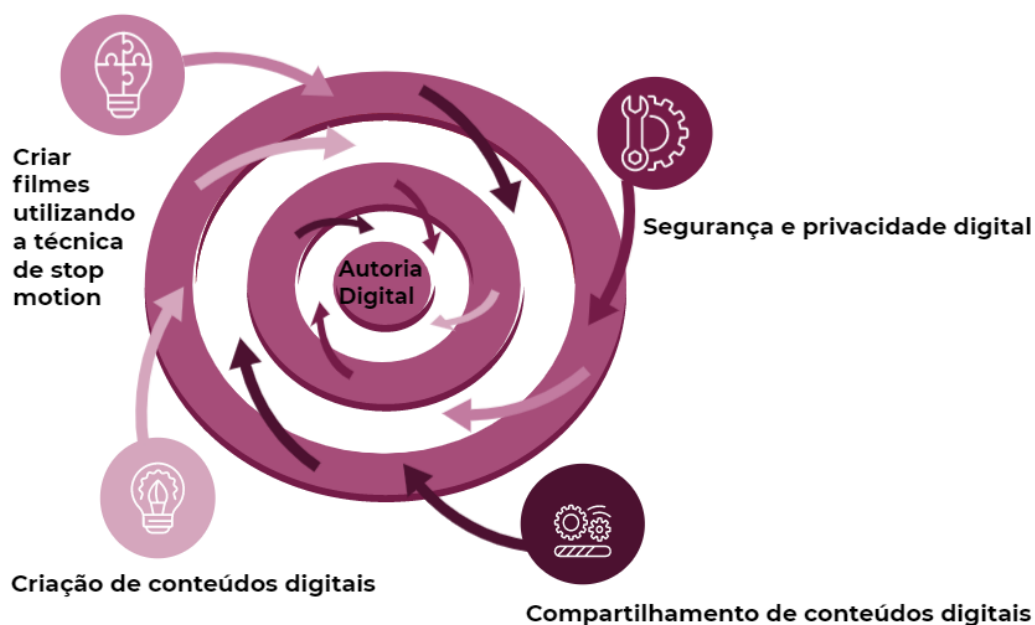 Criar
filmes
utilizando
a técnica
de stop
motion
Segurança e privacidade digital
Autoria
Digital
Criação de conteúdos digitais
Compartilhamento de conteúdos digitais